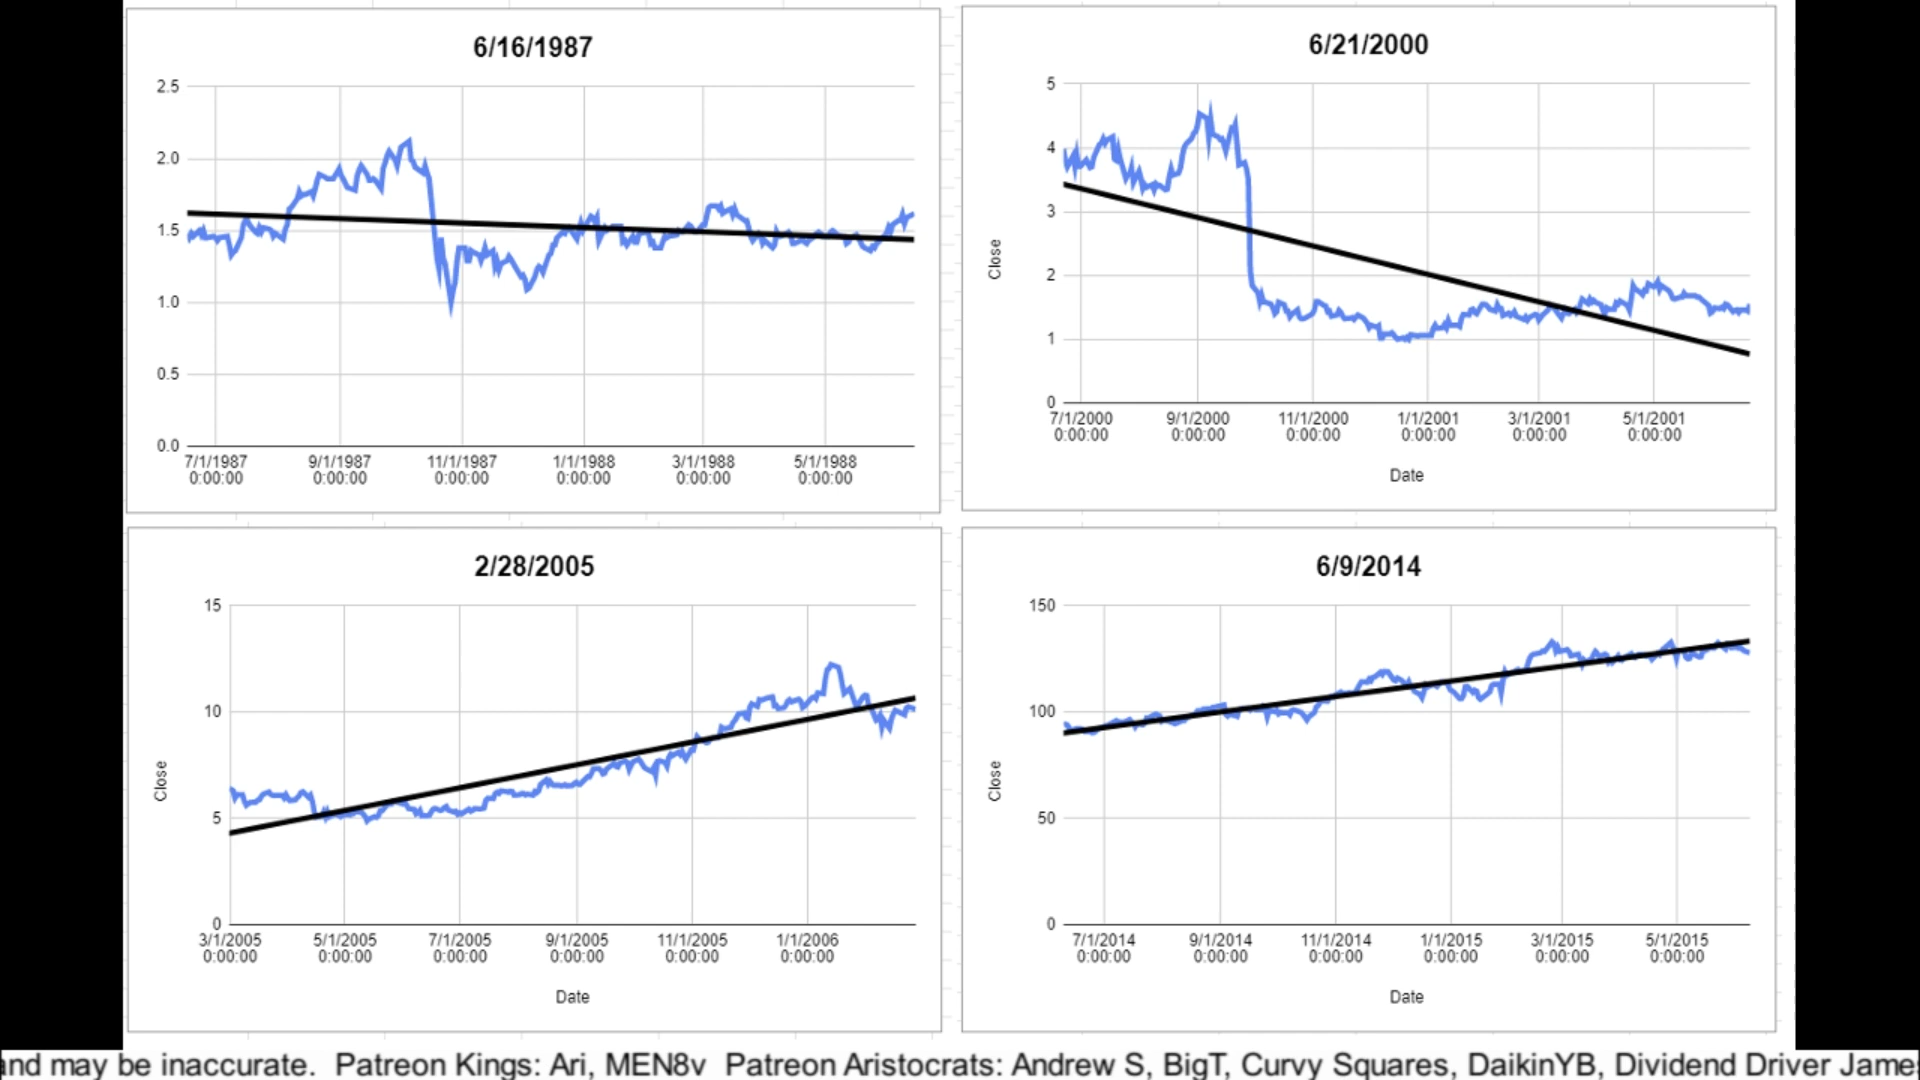 6/16/1987
2.5
2.0
1.5
1.0
0.5
0.0
7/1/1987 9/1/1987 11/1/1987 1/1/1988 3/1/1988 5/1/1988
0:00:00 0:00:00 0:00:00 0:00:00 0:00:00 0:00:00
6/21/2000
5
4
3
2
1
0
Close
7/1/2000 9/1/2000 11/1/2000 1/1/2001 3/1/2001 5/1/2001
0:00:00 0:00:00 0:00:00 0:00:00 0:00:00 0:00:00
Date
2/28/2005
15
10
5
0
Close
3/1/2005 5/1/2005 7/1/2005 9/1/2005 11/1/2005 1/1/2006
0:00:00 0:00:00 0:00:00 0:00:00 0:00:00 0:00:00
Date
6/9/2014
150
100
50
0
Close
7/1/2014 9/1/2014 11/1/2014 1/1/2015 3/1/2015 5/1/2015
0:00:00 0:00:00 0:00:00 0:00:00 0:00:00 0:00:00
Date
and may be inaccurate. Patreon Kings: Ari, MEN8v Patreon Aristocrats: Andrew S, BigT, Curvy Squares, DaikinYB, Dividend Driver Jame